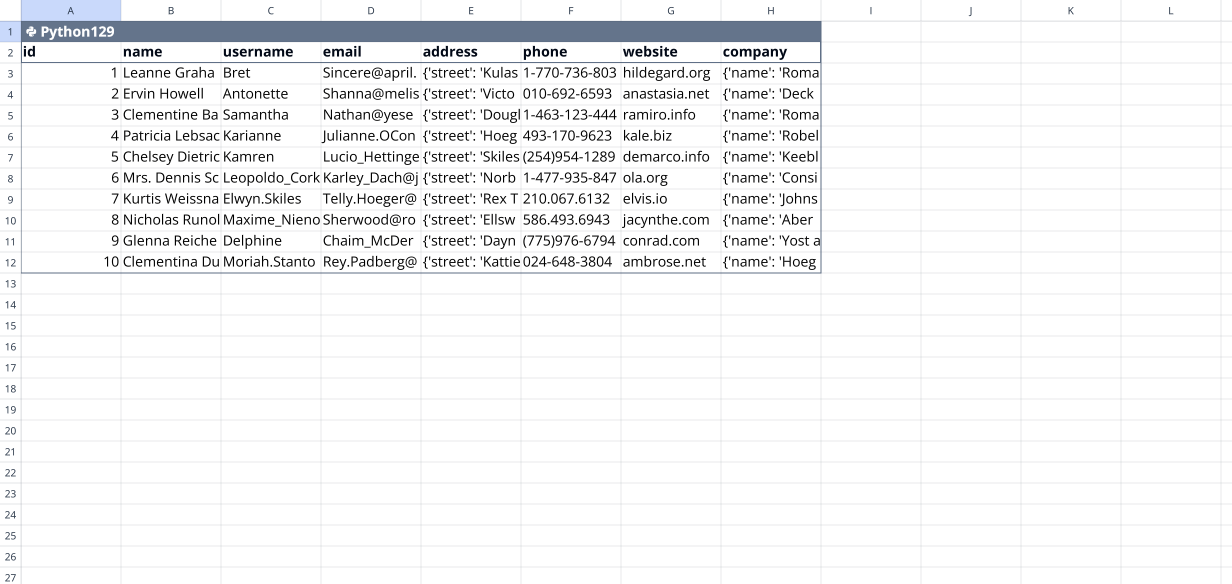 A B C D E F G H I J K L
1 Python129
2 id name username email address phone website company
3 1 Leanne Graha Bret Sincere@april. {'street': 'Kulas 1-770-736-803 hildegard.org {'name': 'Roma
4 2 Ervin Howell Antonette Shanna@melis {'street': 'Victo 010-692-6593 anastasia.net {'name': 'Deck
5 3 Clementine Ba Samantha Nathan@yese {'street': 'Dougl 1-463-123-444 ramiro.info {'name': 'Roma
6 4 Patricia Lebsac Karianne Julianne.OCon {'street': 'Hoeg 493-170-9623 kale.biz {'name': 'Robel
7 5 Chelsey Dietric Kamren Lucio_Hettinge {'street': 'Skiles (254)954-1289 demarco.info {'name': 'Keebl
8 6 Mrs. Dennis Sc Leopoldo_Cork Karley_Dach@j {'street': 'Norb 1-477-935-847 ola.org {'name': 'Consi
9 7 Kurtis Weissna Elwyn.Skiles Telly.Hoeger@ {'street': 'Rex T 210.067.6132 elvis.io {'name': 'Johns
10 8 Nicholas Runol Maxime_Nieno Sherwood@ro {'street': 'Ellsw 586.493.6943 jacynthe.com {'name': 'Aber
11 9 Glenna Reiche Delphine Chaim_McDer {'street': 'Dayn (775)976-6794 conrad.com {'name': 'Yost a
12 10 Clementina Du Moriah.Stanto Rey.Padberg@ {'street': 'Kattie 024-648-3804 ambrose.net {'name': 'Hoeg
13
14
15
16
17
18
19
20
21
22
23
24
25
26
27